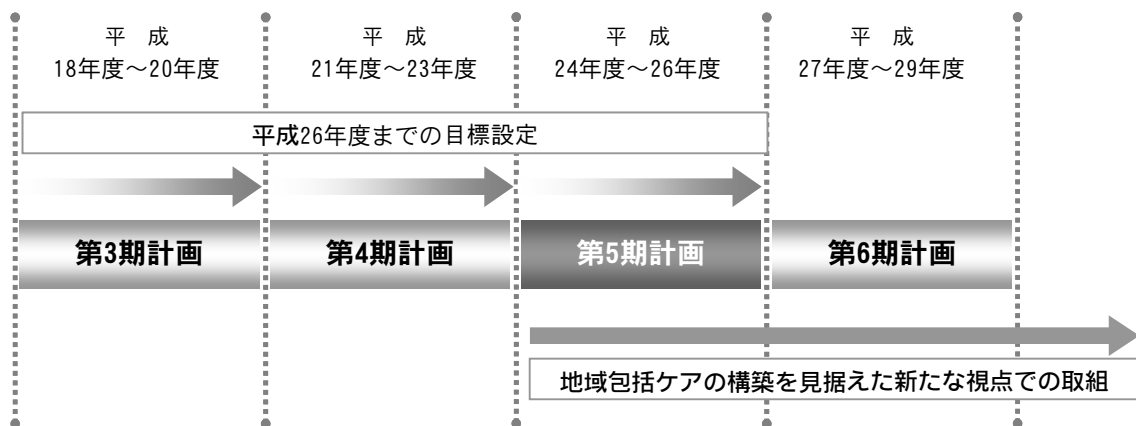 平　成
18年度～20年度
平　成
21年度～23年度
平　成
24年度～26年度
平　成
27年度～29年度
平成26年度までの目標設定
第3期計画
第4期計画
第5期計画
第6期計画
地域包括ケアの構築を見据えた新たな視点での取組